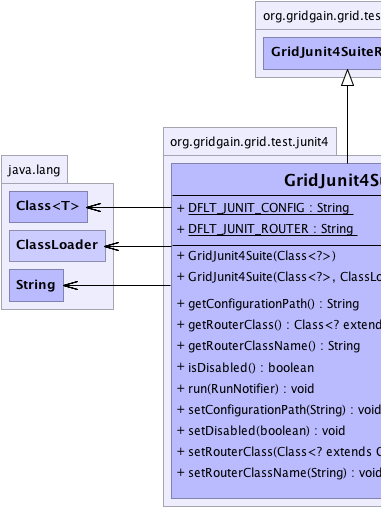 org.gridgain.grid.tes
GridJunit4SuiteR
org.gridgain.grid.test.junit4
java.lang
Class<T>
ClassLoader
String
GridJunit4Su
+ DFLT_JUNIT_CONFIG : String
+ DFLT_JUNIT_ROUTER : String
+ GridJunit4Suite(Class<?>)
+ GridJunit4Suite(Class<?>, ClassLo
+ getConfigurationPath() : String
+ getRouterClass() : Class<? extend
+ getRouterClassName() : String
+ isDisabled() : boolean
+ run(RunNotifier) : void
+ setConfigurationPath(String) : void
+ setDisabled(boolean) : void
+ setRouterClass(Class<? extends
+ setRouterClassName(String) : void